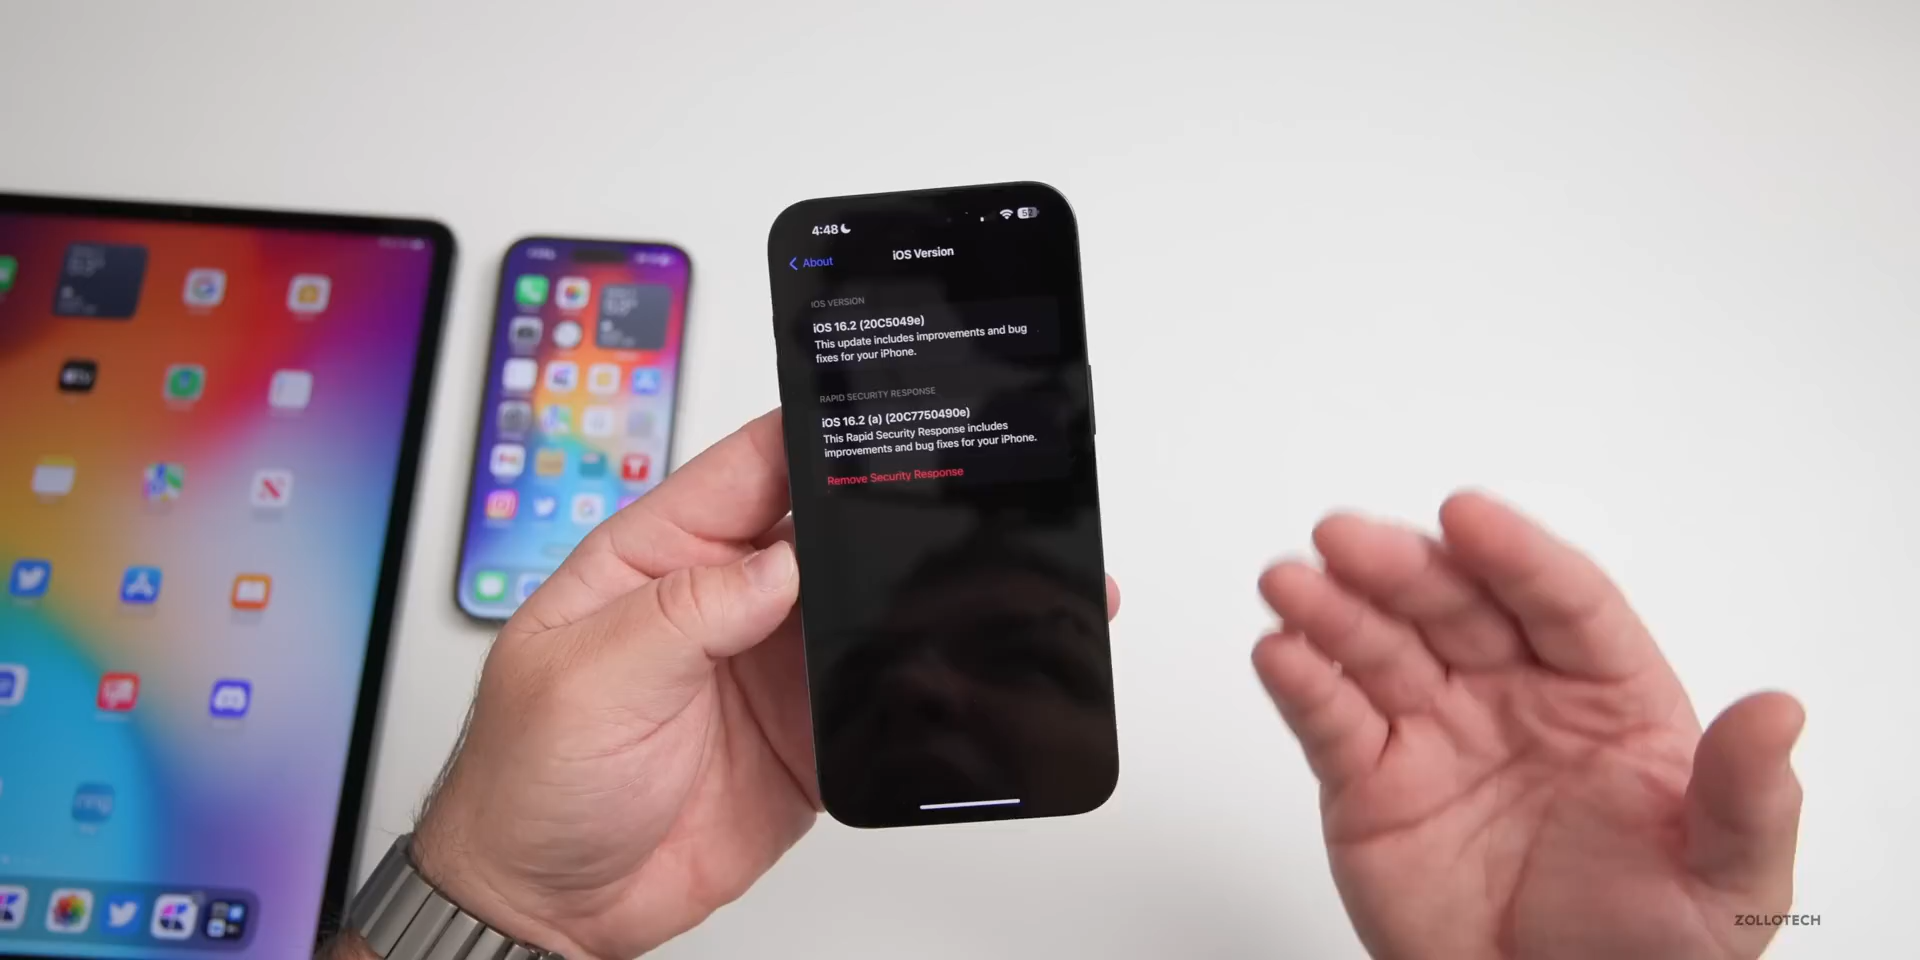 4:48
52
About
iOS Version
iOS VERSION
iOS 16.2 (20C5049e)
This update includes improvements and bug
fixes for your iPhone.
RAPID SECURITY RESPONSE
iOS 16.2 (a) (20C7750490e)
This Rapid Security Response includes
improvements and bug fixes for your iPhone.
Remove Security Response
ring
ZOLLOTECH